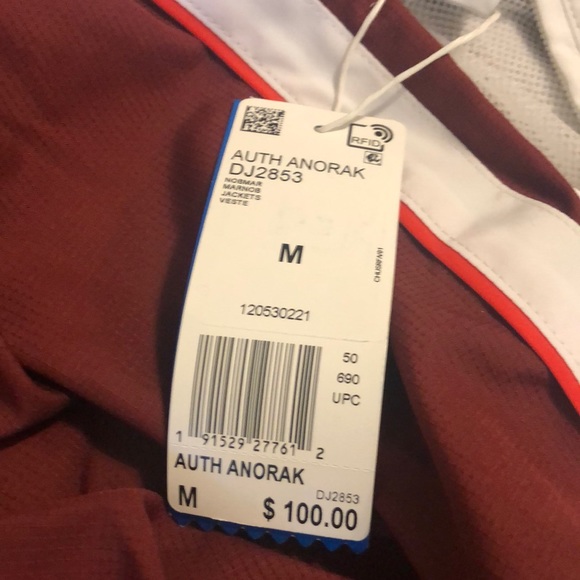 RFID
AUTH ANORAK
DJ2853
NOBMAR
MARNOB
JACKETS
VESTE
M
120530221
50
690
UPC
1 91529 27761 2
AUTH ANORAK
DJ2853
M $ 100.00